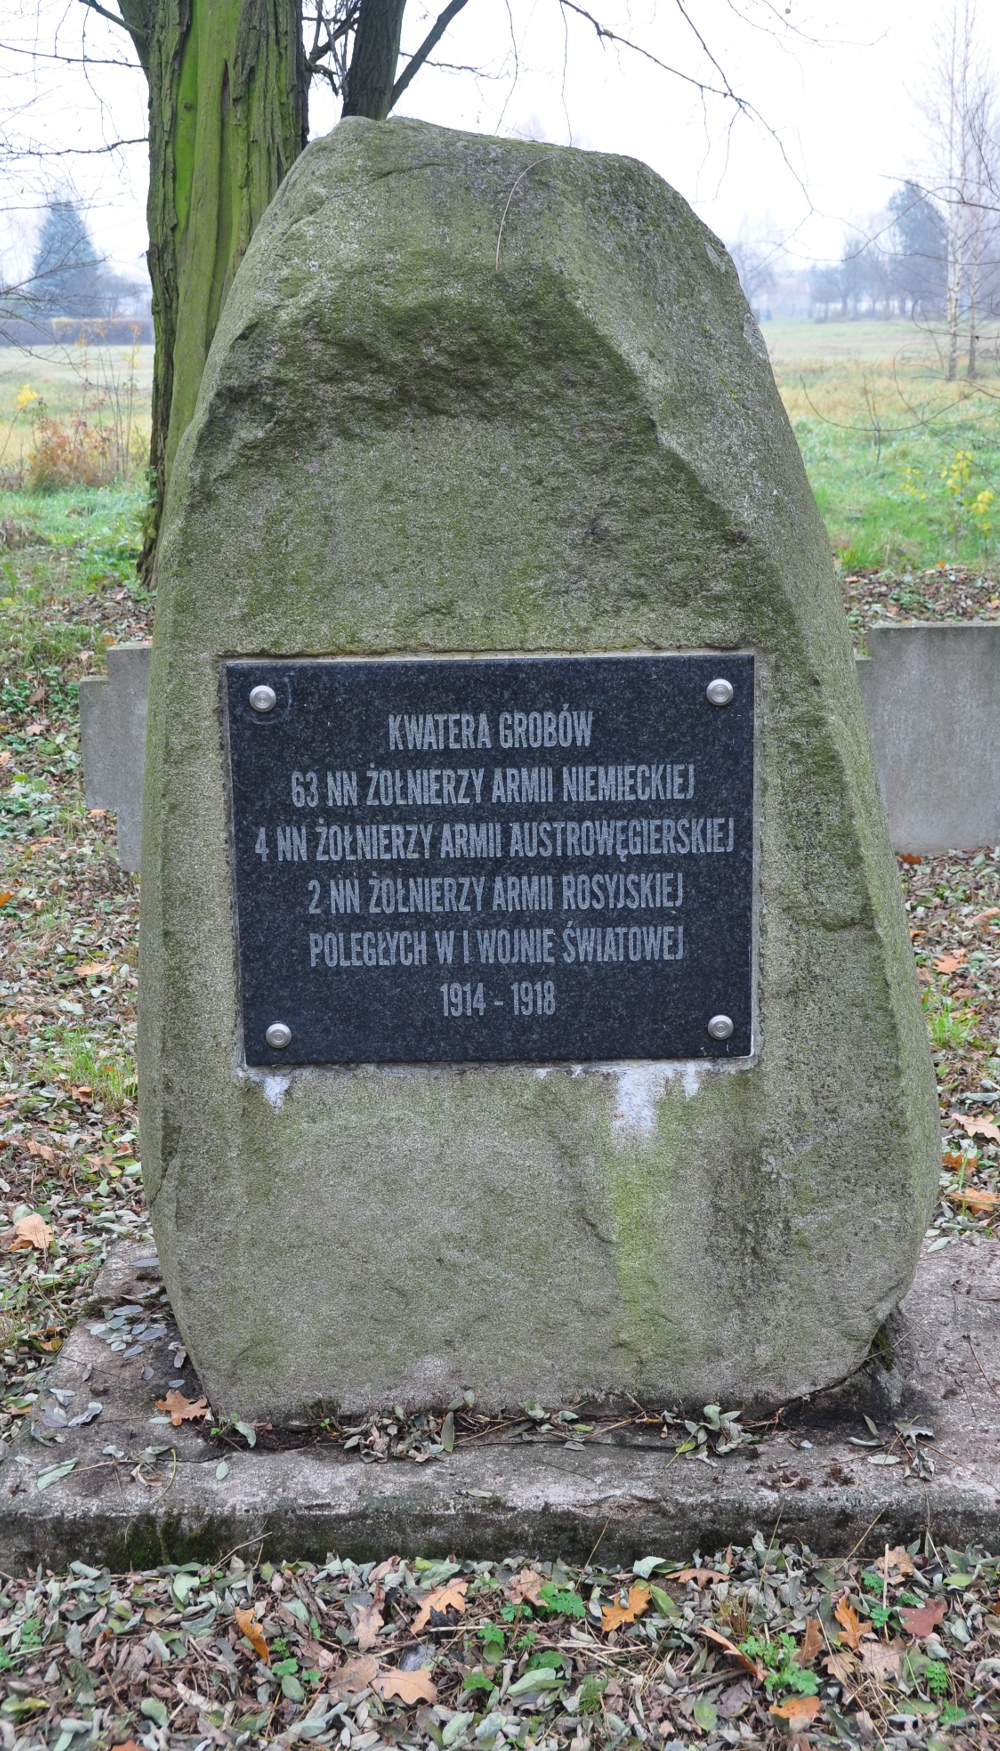 KWATERA GROBÓW
63 NN ŻOŁNIERZY ARMII NIEMIECKIEJ
4 NN ŻOŁNIERZY ARMII AUSTROWĘGIERSKIEJ
2 NN ŻOŁNIERZY ARMII ROSYJSKIEJ
POLEGŁYCH W I WOJNIE ŚWIATOWEJ
1914 - 1918